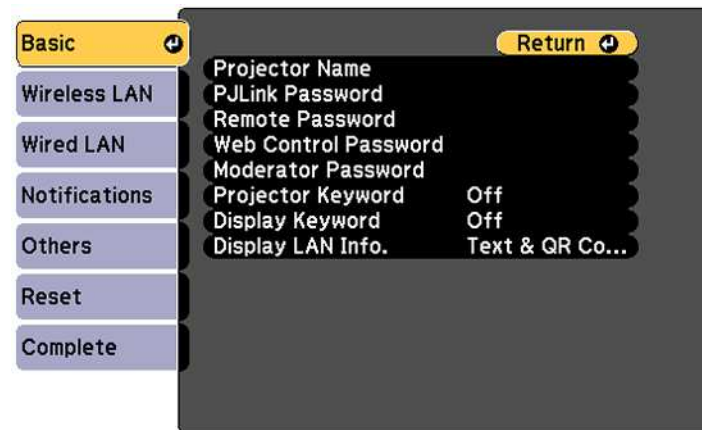 Basic
Wireless LAN
Wired LAN
Notifications
Others
Reset
Complete
Return
Projector Name
PJLink Password
Remote Password
Web Control Password
Moderator Password
Projector Keyword Off
Display Keyword Off
Display LAN Info. Text & QR Co...